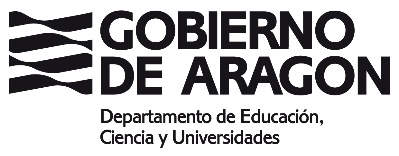 GOBIERNO
DE ARAGON
Departamento de Educación,
Ciencia y Universidades